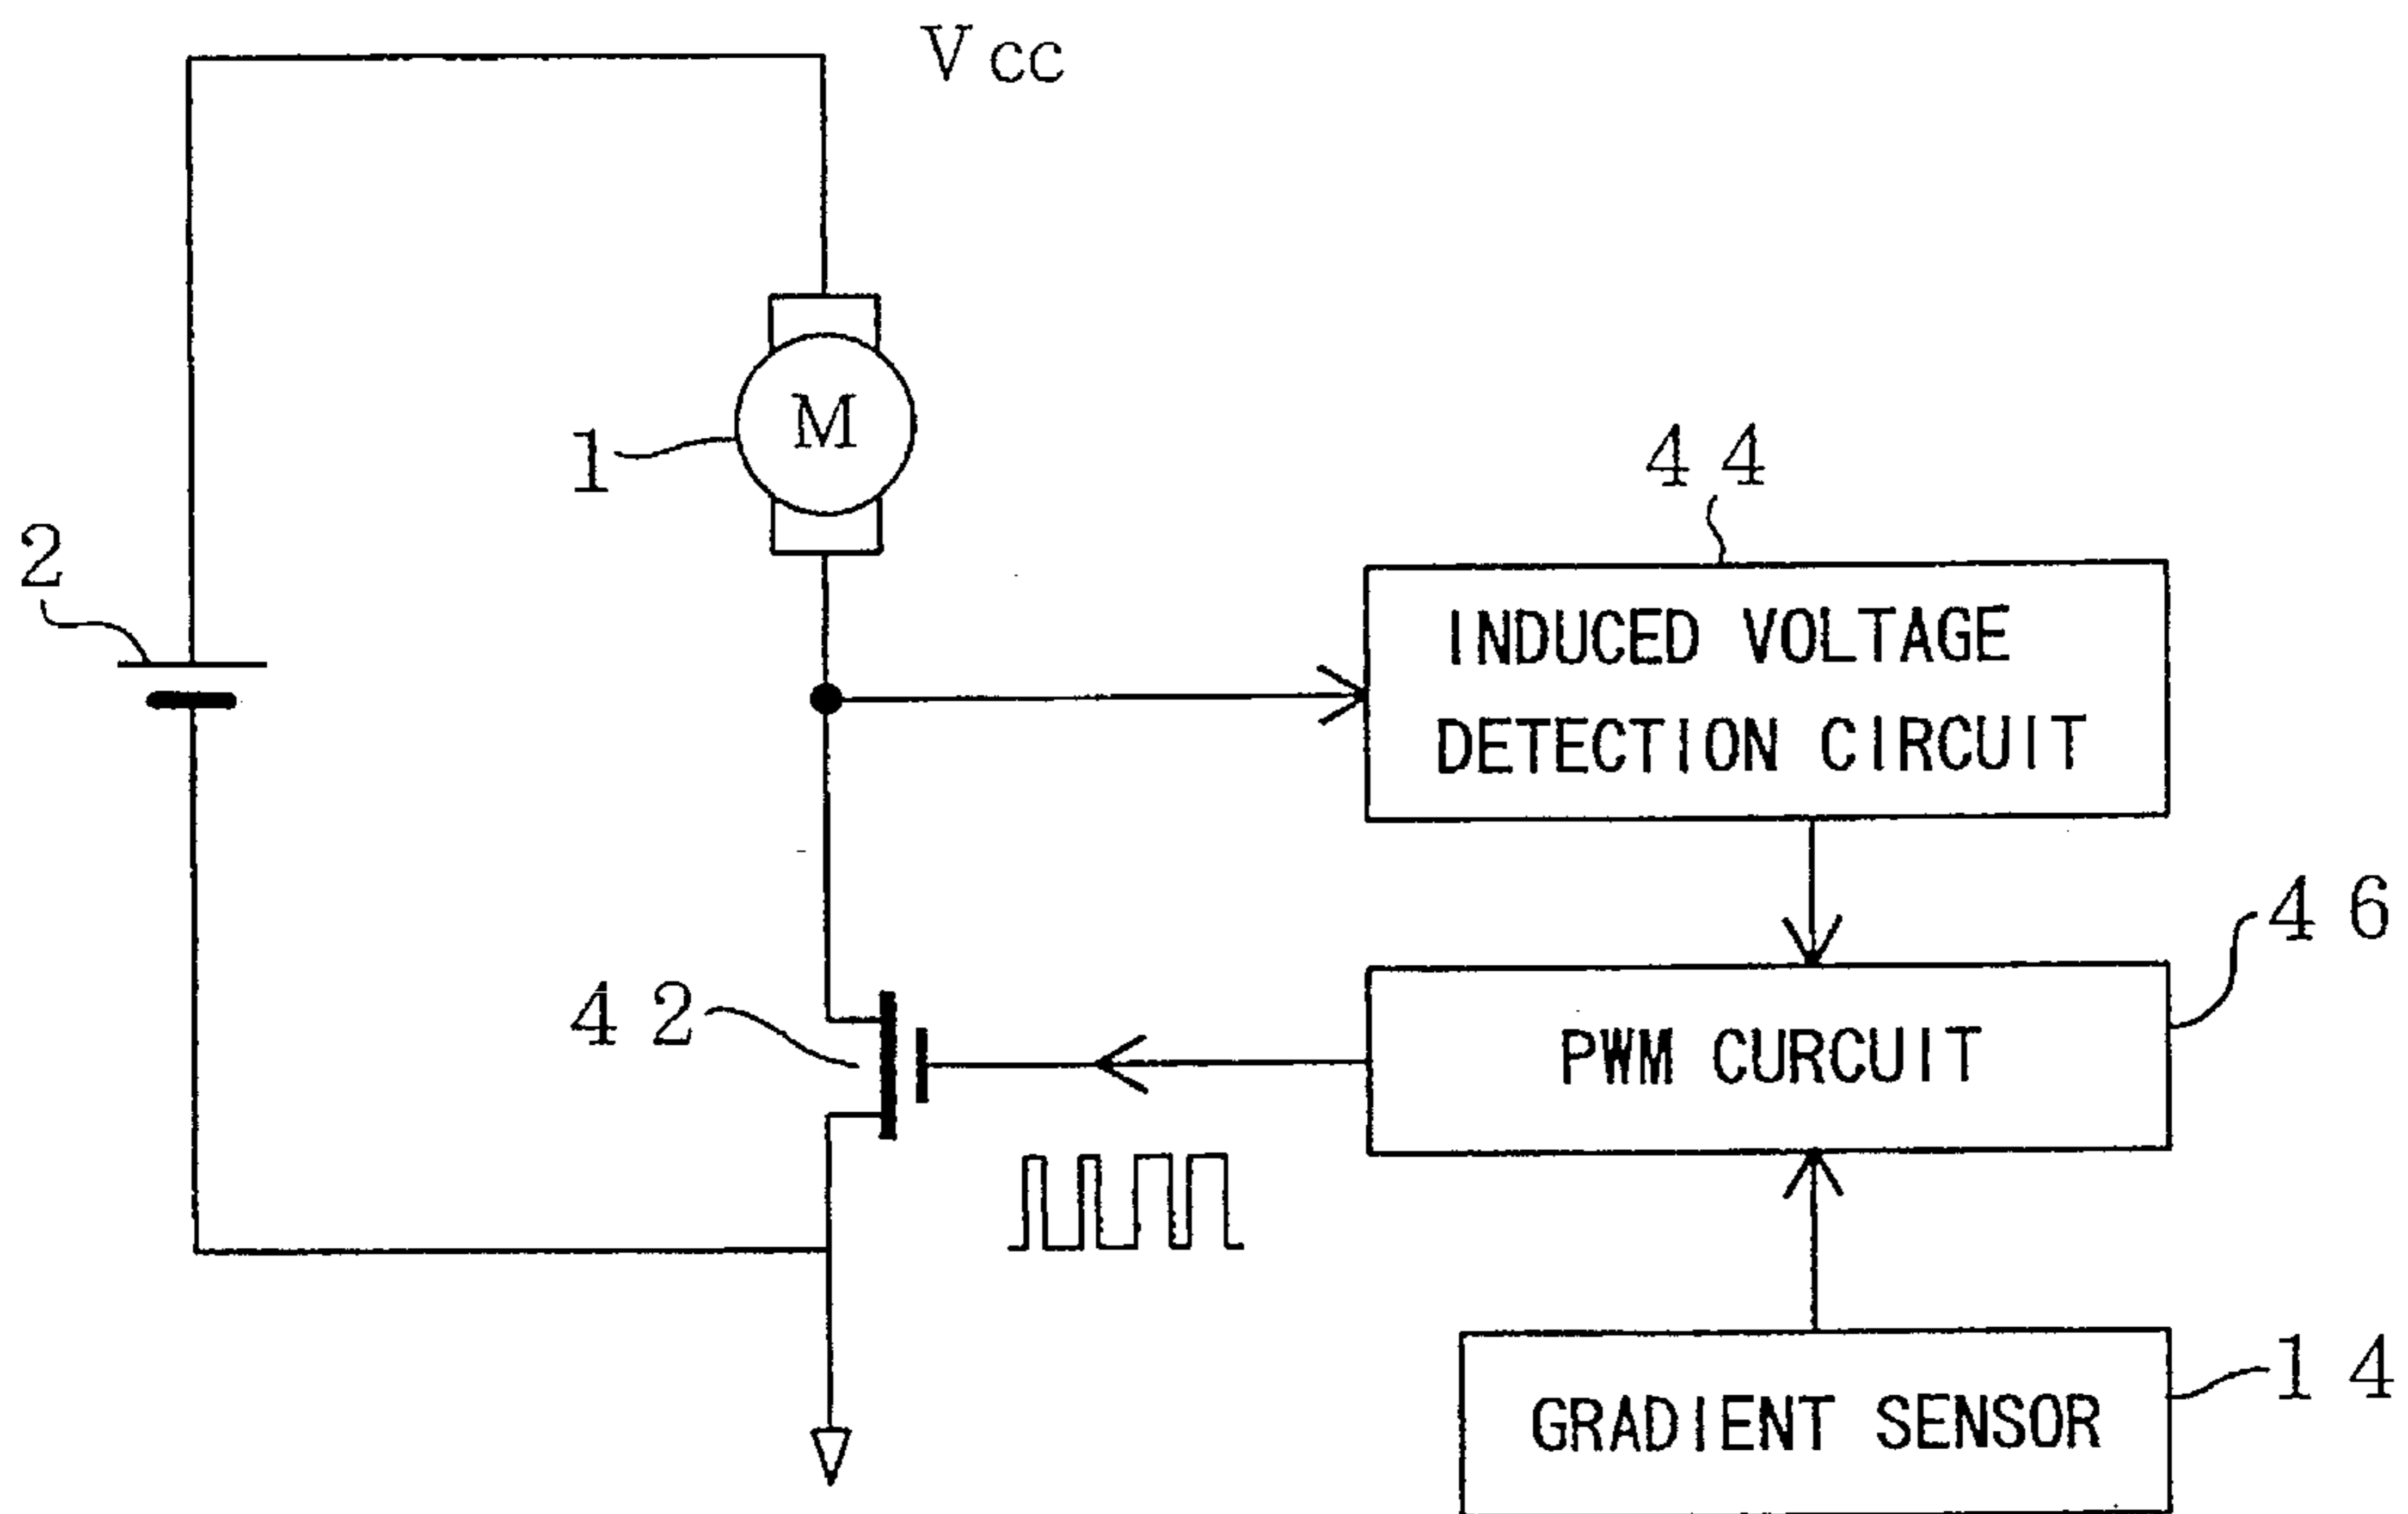 Vcc
M
1
2
44
INDUCED VOLTAGE
DETECTION CIRCUIT
46
42
PWM CURCUIT
14
GRADIENT SENSOR